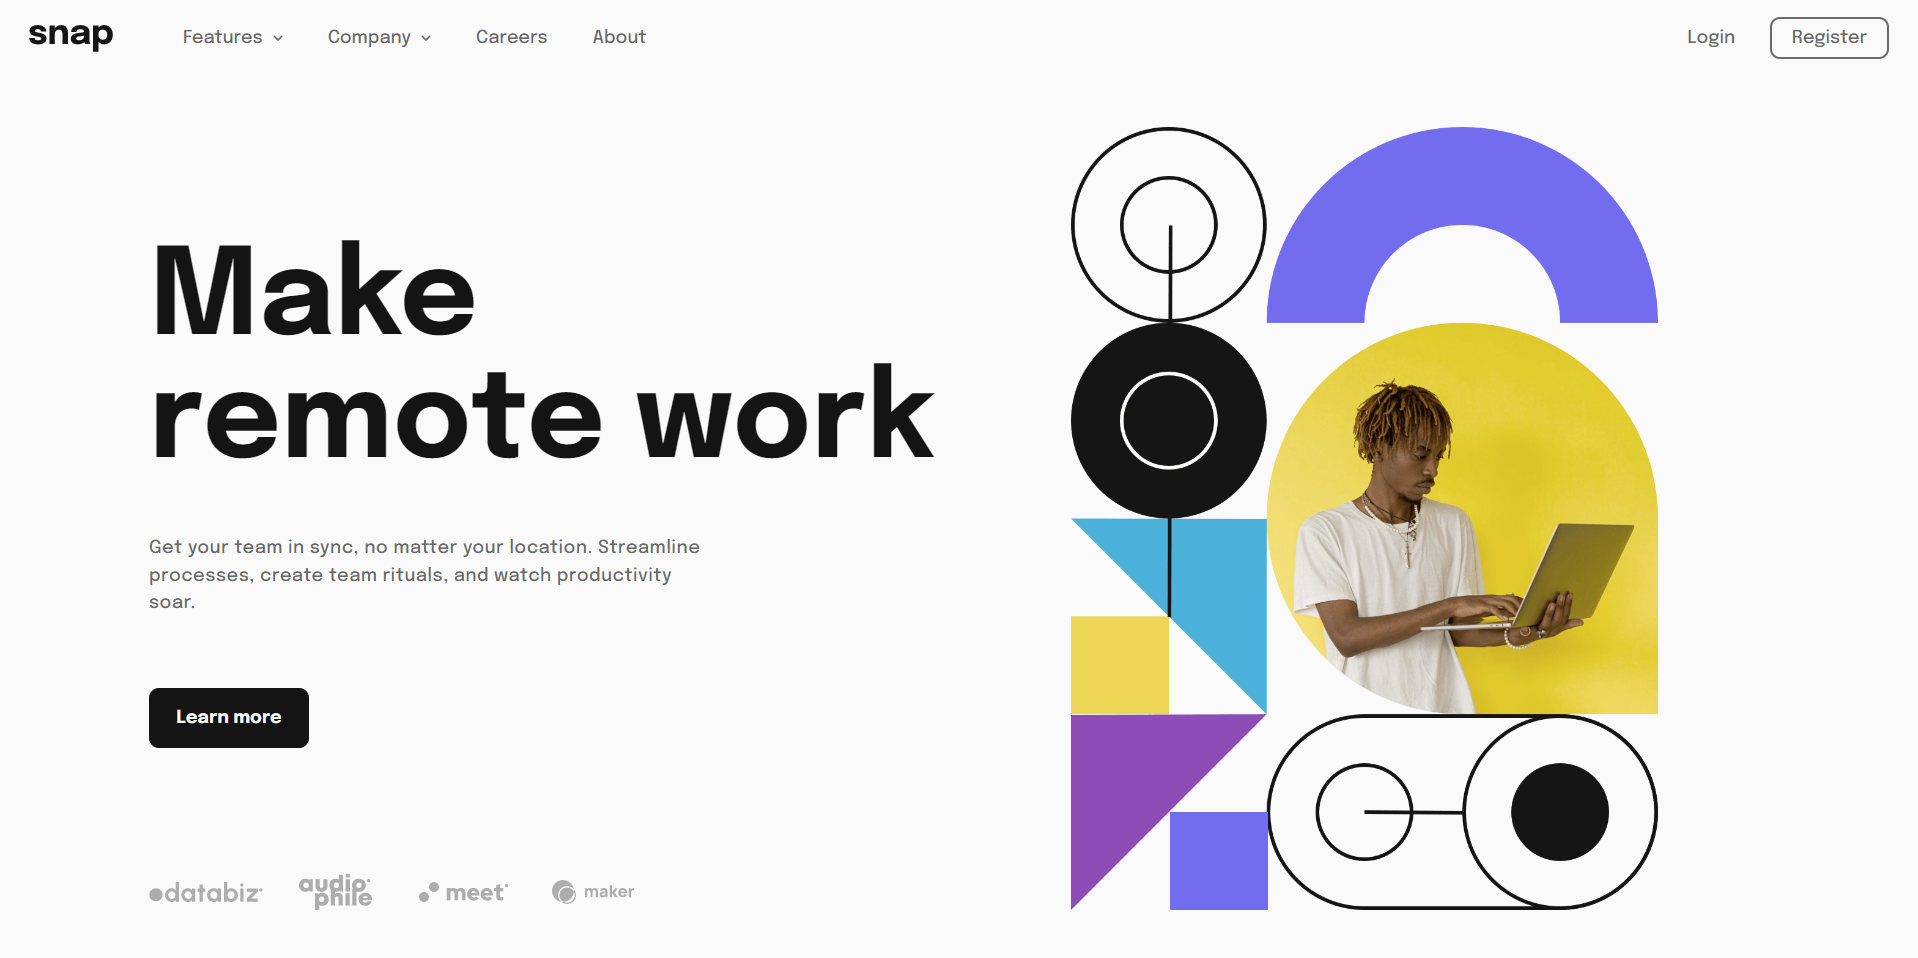 snap
Features
Company
Careers
About
Login
Register
Make
remote work
Get your team in sync, no matter your location. Streamline
processes, create team rituals, and watch productivity
soar.
Learn more
databiz
audio
phile
meet
maker